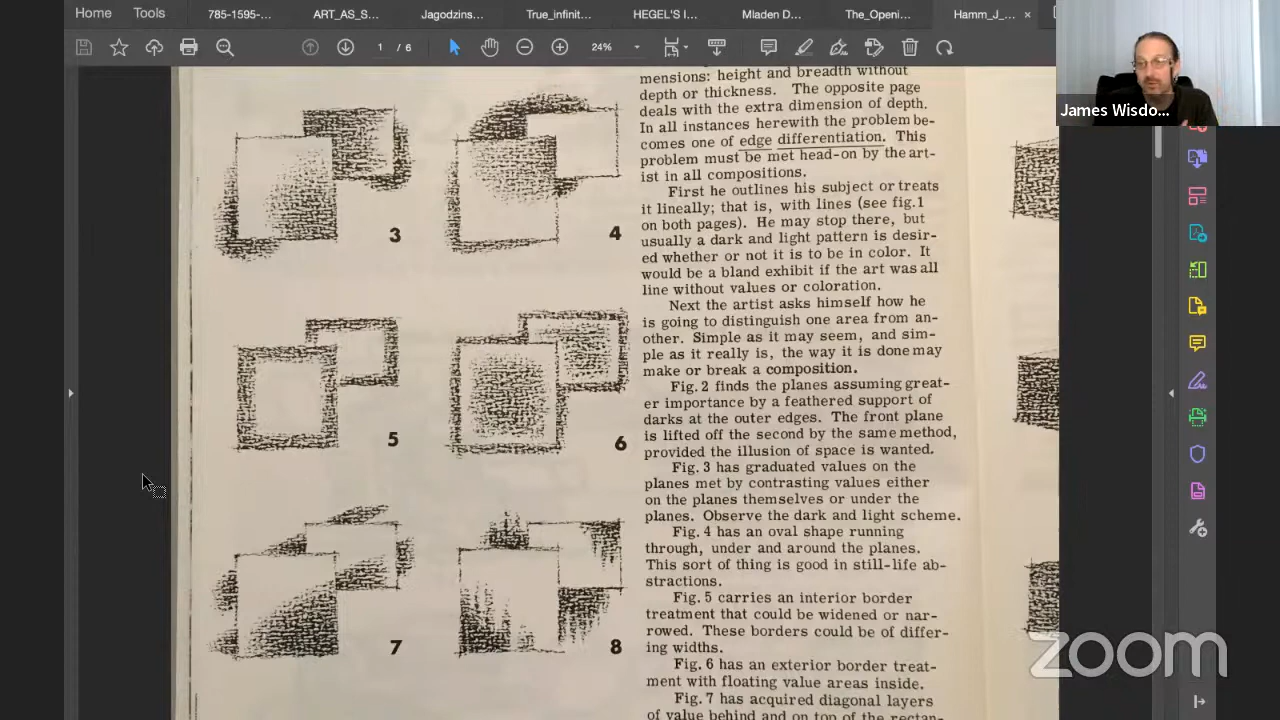 Home Tools 785-1595-... ART_AS_S... Jagodzins... True_infinit... HEGEL'S I... Mladen D... The_Openi... Hamm_J_... ×
1 / 6 24%
James Wisdo...
mensions: height and breadth without
depth or thickness. The opposite page
deals with the extra dimension of depth.
In all instances herewith the problem be-
comes one of edge differentiation. This
problem must be met head-on by the art-
ist in all compositions.
First he outlines his subject or treats
it lineally; that is, with lines (see fig.1
on both pages). He may stop there, but
usually a dark and light pattern is desir-
ed whether or not it is to be in color. It
would be a bland exhibit if the art was all
line without values or coloration.
Next the artist asks himself how he
is going to distinguish one area from an-
other. Simple as it may seem, and sim-
ple as it really is, the way it is done may
make or break a composition.
Fig. 2 finds the planes assuming great-
er importance by a feathered support of
darks at the outer edges. The front plane
is lifted off the second by the same method,
provided the illusion of space is wanted.
Fig. 3 has graduated values on the
planes met by contrasting values either
on the planes themselves or under the
planes. Observe the dark and light scheme.
Fig. 4 has an oval shape running
through, under and around the planes.
This sort of thing is good in still-life ab-
stractions.
Fig. 5 carries an interior border
treatment that could be widened or nar-
rowed. These borders could be of differ-
ing widths.
Fig. 6 has an exterior border treat-
ment with floating value areas inside.
Fig. 7 has acquired diagonal layers
of value behind and on top of the rectan-
3
4
5
6
7
8
zoom